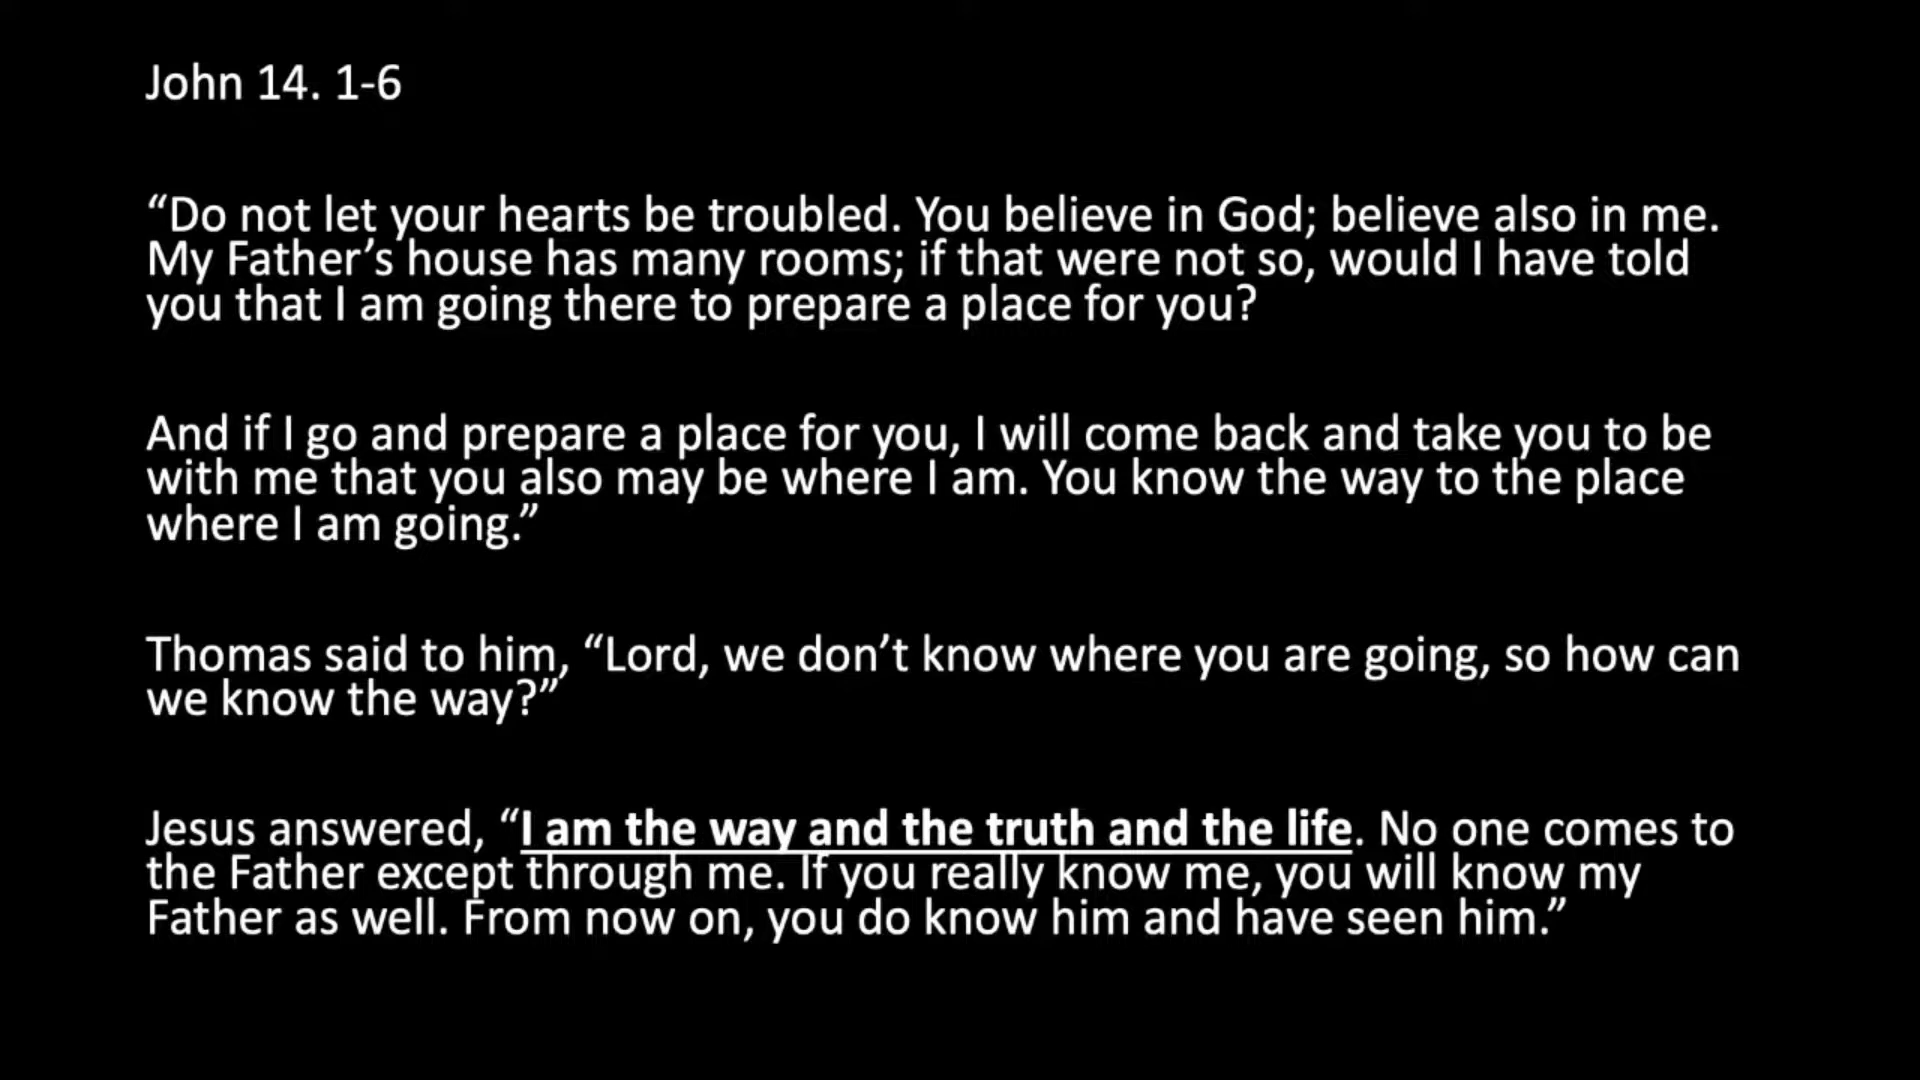 John 14. 1-6
“Do not let your hearts be troubled. You believe in God; believe also in me.
My Father’s house has many rooms; if that were not so, would I have told
you that I am going there to prepare a place for you?
And if I go and prepare a place for you, I will come back and take you to be
with me that you also may be where I am. You know the way to the place
where I am going.”
Thomas said to him, “Lord, we don’t know where you are going, so how can
we know the way?”
Jesus answered, “I am the way and the truth and the life. No one comes to
the Father except through me. If you really know me, you will know my
Father as well. From now on, you do know him and have seen him.”